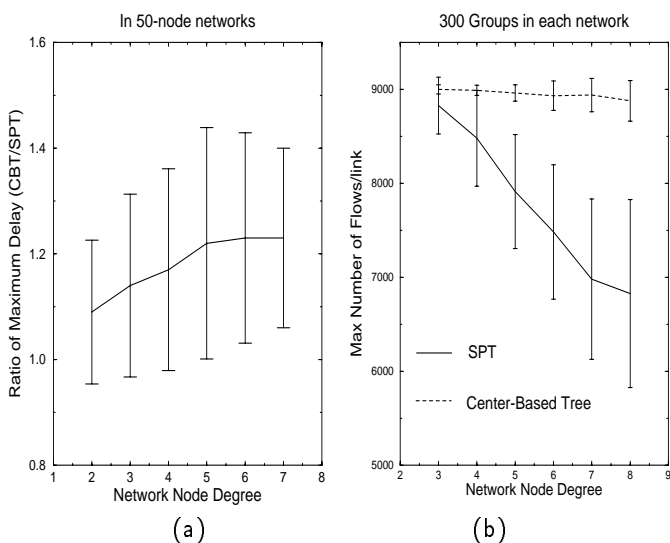 In 50-node networks
Ratio of Maximum Delay (CBT/SPT)
1.6
1.4
1.2
1.0
0.8
1 2 3 4 5 6 7 8
Network Node Degree
(a)
300 Groups in each network
Max Number of Flows/link
9000
8000
7000
6000
5000
SPT
Center-Based Tree
2 3 4 5 6 7 8 9
Network Node Degree
(b)